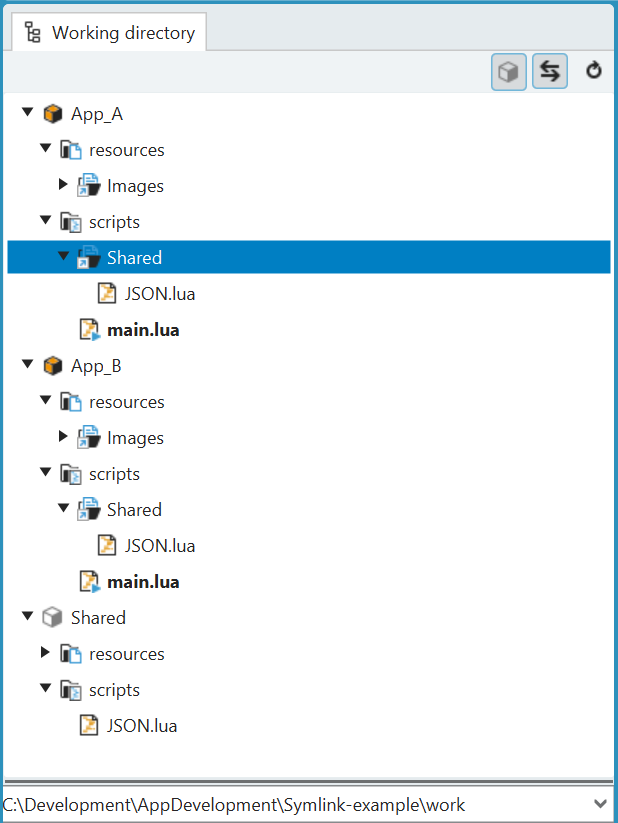 Working directory
App_A
resources
Images
scripts
Shared
JSON.lua
main.lua
App_B
resources
Images
scripts
Shared
JSON.lua
main.lua
Shared
resources
scripts
JSON.lua
C:\Development\AppDevelopment\Symlink-example\work